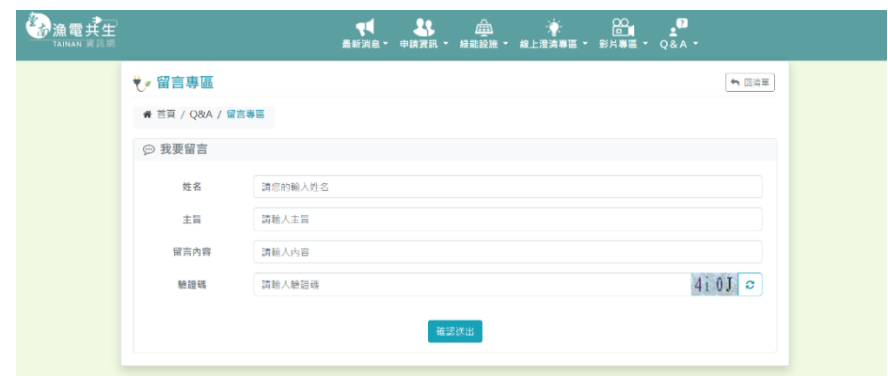 漁電共生
TAINAN 資訊網
最新消息 申請資訊 綠能設施 線上澄清專區 影片專區 Q&A
留言專區
回清單
首頁 / Q&A / 留言專區
我要留言
姓名 請您的輸入姓名
主旨 請輸入主旨
留言內容 請輸入內容
驗證碼 請輸入驗證碼 4i0J
確認送出